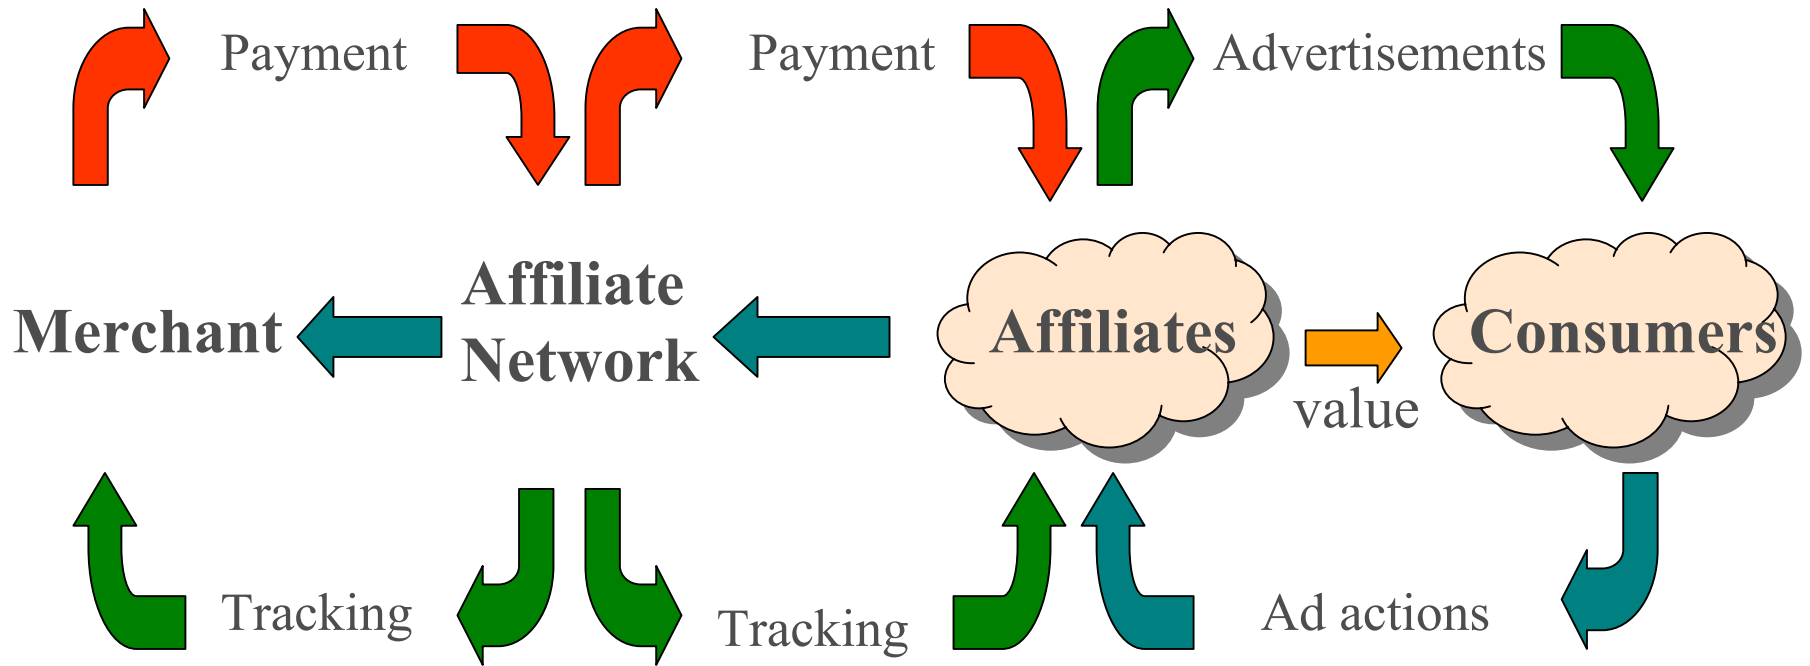 Payment
Payment
Advertisements
Merchant
Affiliate
Network
Affiliates
value
Consumers
Tracking
Tracking
Ad actions